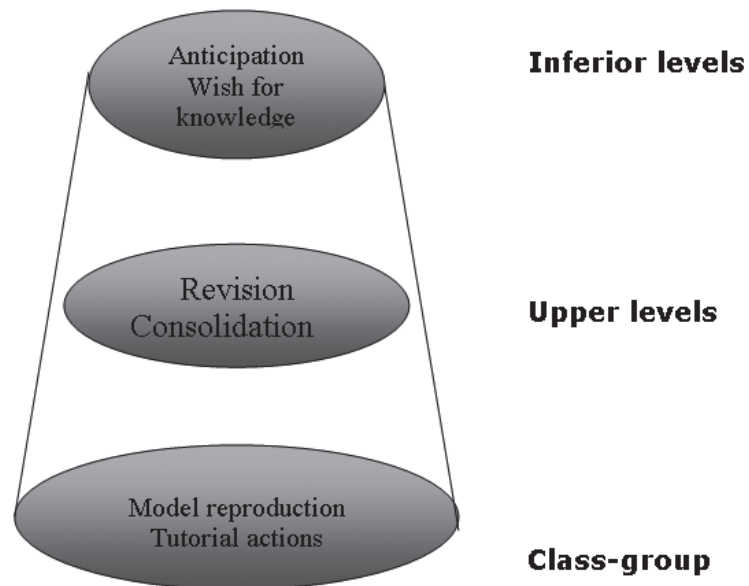 Anticipation
Wish for
knowledge
Inferior levels
Revision
Consolidation
Upper levels
Model reproduction
Tutorial actions
Class-group